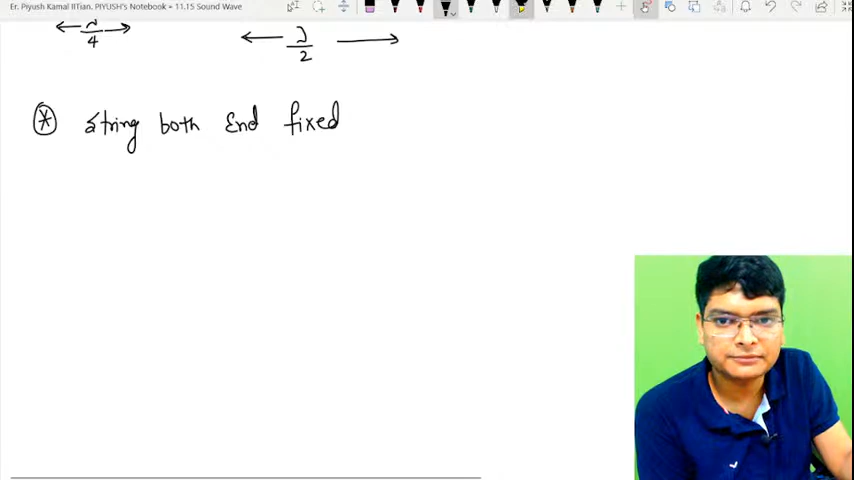 Er. Piyush Kamal IITian. PIYUSH's Notebook » 11.15 Sound Wave
λ/4
λ/2
* String both End fixed